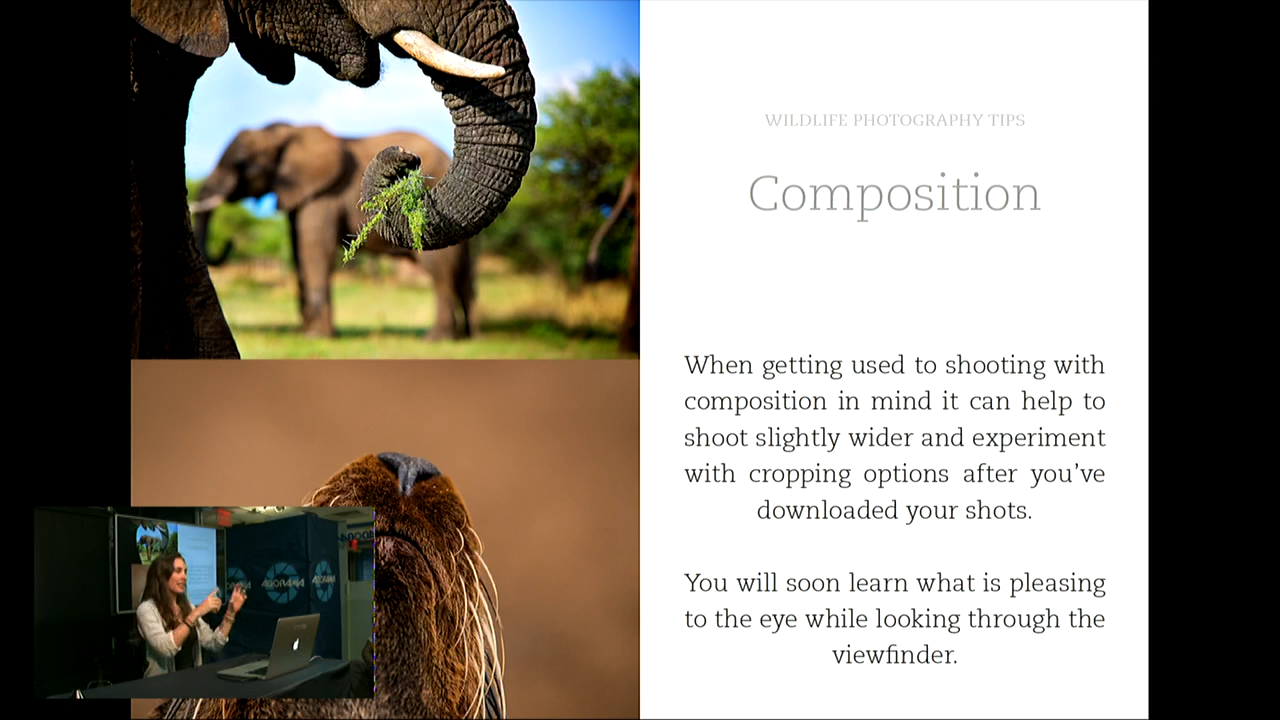 WILDLIFE PHOTOGRAPHY TIPS
Composition
When getting used to shooting with
composition in mind it can help to
shoot slightly wider and experiment
with cropping options after you've
downloaded your shots.
You will soon learn what is pleasing
to the eye while looking through the
viewfinder.
ADORAMA